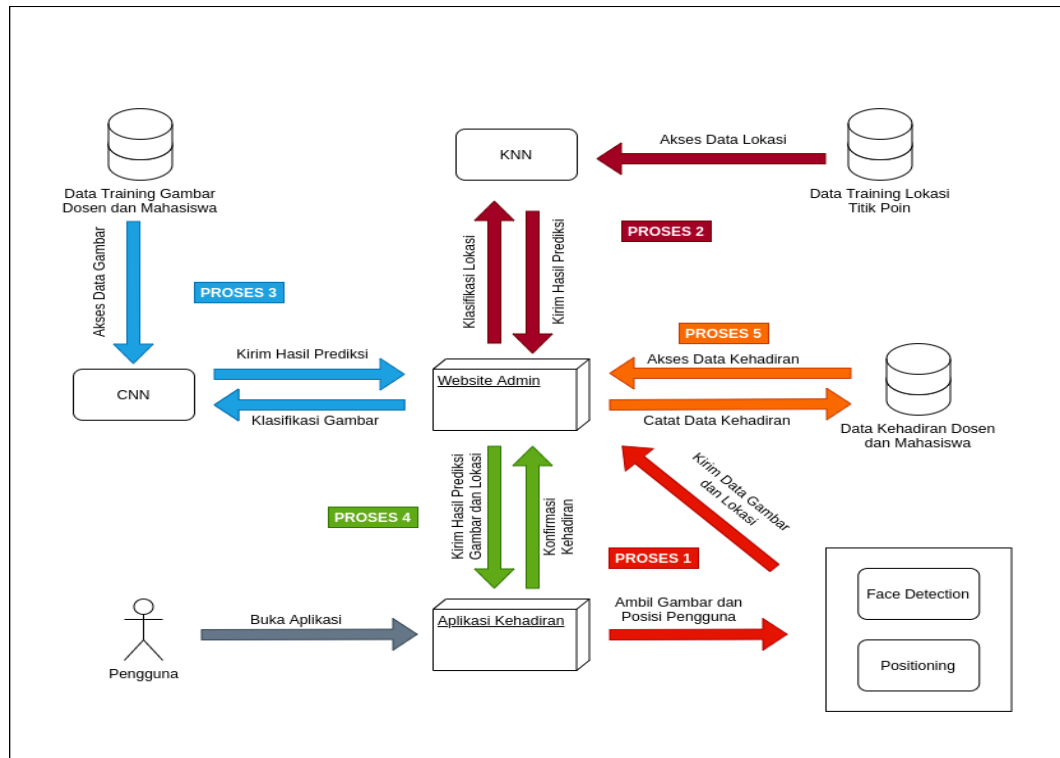 Data Training Gambar
Dosen dan Mahasiswa
KNN
Akses Data Lokasi
Data Training Lokasi
Titik Poin
PROSES 2
Klasifikasi Lokasi
Kirim Hasil Prediksi
Akses Data Gambar
PROSES 3
PROSES 5
Kirim Hasil Prediksi
CNN
Klasifikasi Gambar
Website Admin
Akses Data Kehadiran
Catat Data Kehadiran
Data Kehadiran Dosen
dan Mahasiswa
PROSES 4
Kirim Hasil Prediksi
Gambar dan Lokasi
Konfirmasi
Kehadiran
Kirim Data Gambar
dan Lokasi
PROSES 1
Buka Aplikasi
Pengguna
Aplikasi Kehadiran
Ambil Gambar dan
Posisi Pengguna
Face Detection
Positioning